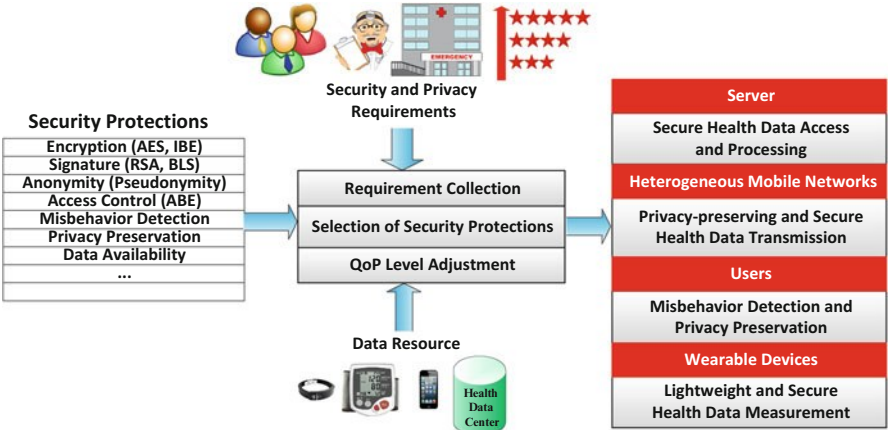 EMERGENCY
Security and Privacy
Requirements
Security Protections
Encryption (AES, IBE)
Signature (RSA, BLS)
Anonymity (Pseudonymity)
Access Control (ABE)
Misbehavior Detection
Privacy Preservation
Data Availability
...
Requirement Collection
Selection of Security Protections
QoP Level Adjustment
Data Resource
Health
Data
Center
Server
Secure Health Data Access
and Processing
Heterogeneous Mobile Networks
Privacy-preserving and Secure
Health Data Transmission
Users
Misbehavior Detection and
Privacy Preservation
Wearable Devices
Lightweight and Secure
Health Data Measurement